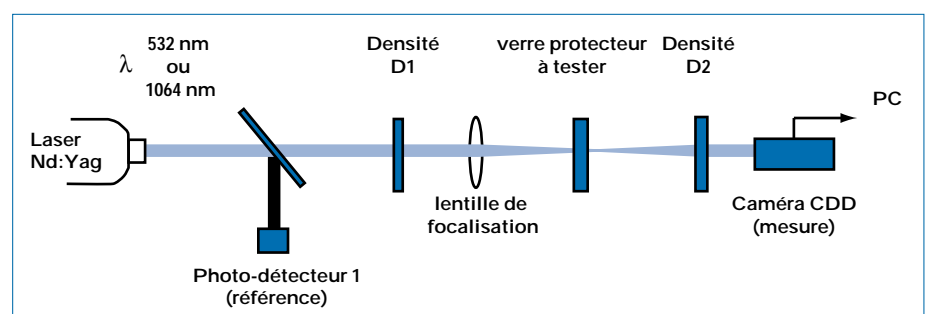 532 nm
λ ou
1064 nm
Densité
D1
verre protecteur
à tester
Densité
D2
PC
Laser
Nd:Yag
lentille de
focalisation
Caméra CDD
(mesure)
Photo-détecteur 1
(référence)